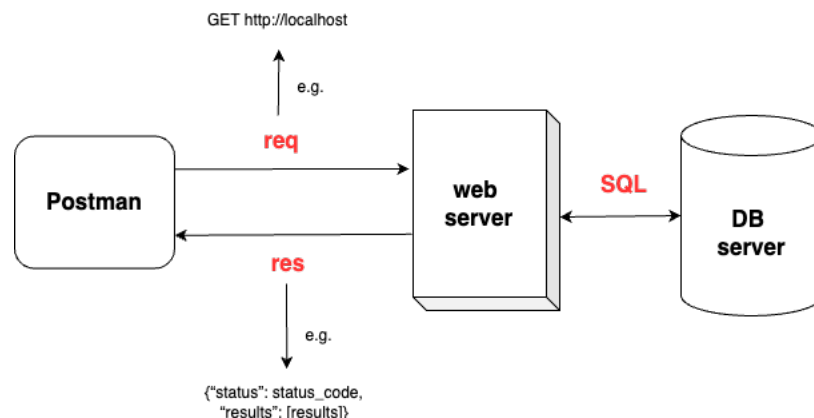 GET http://localhost
e.g.
req
Postman
web
server
SQL
DB
server
res
e.g.
{“status”: status_code,
“results”: [results]}